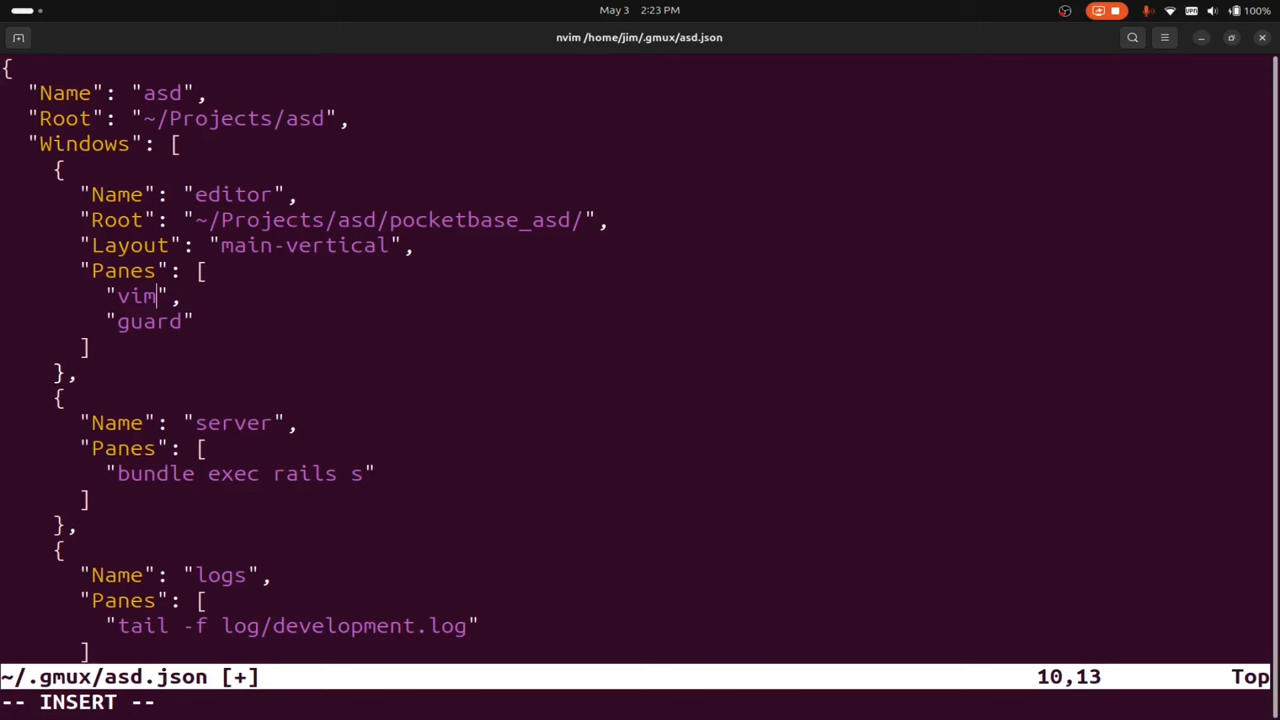 May 3 2:23 PM
VPN
100%
nvim /home/jim/.gmux/asd.json
{
"Name": "asd",
"Root": "~/Projects/asd",
"Windows": [
{
"Name": "editor",
"Root": "~/Projects/asd/pocketbase_asd/",
"Layout": "main-vertical",
"Panes": [
"vim",
"guard"
]
},
{
"Name": "server",
"Panes": [
"bundle exec rails s"
]
},
{
"Name": "logs",
"Panes": [
"tail -f log/development.log"
]
~/.gmux/asd.json [+] 10,13 Top
-- INSERT --